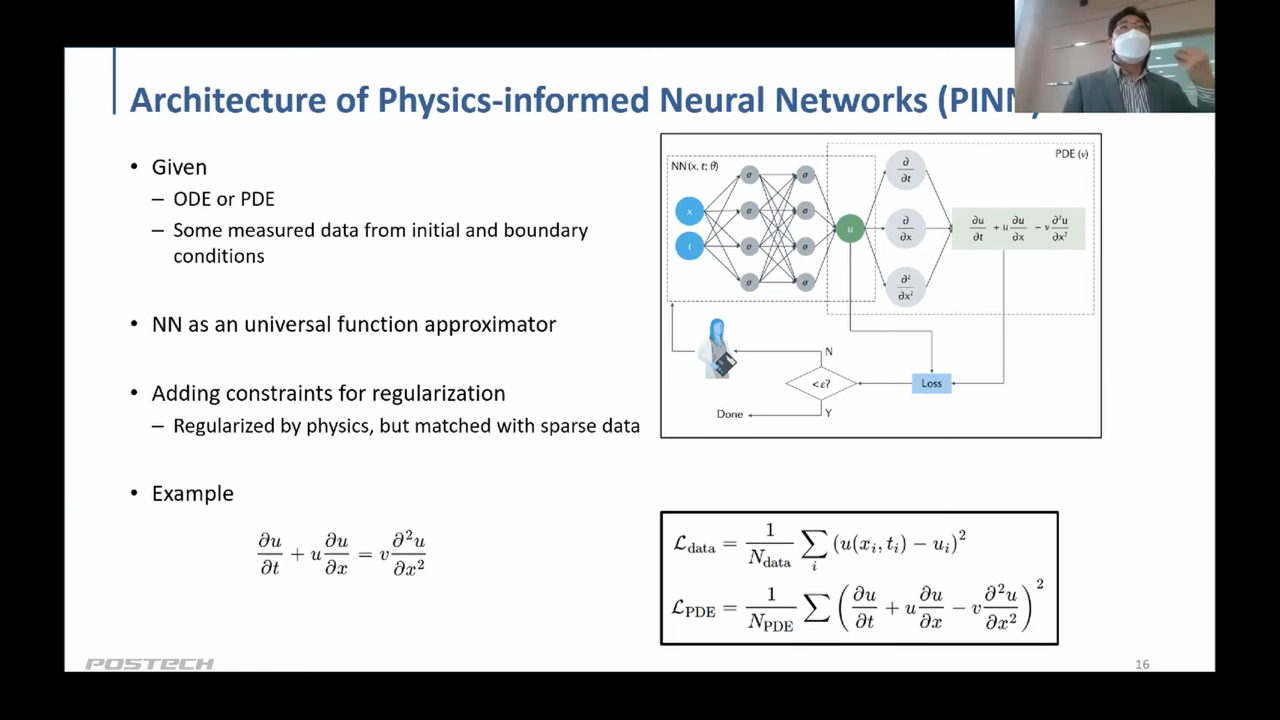 Architecture of Physics-informed Neural Networks (PINN)
• Given
– ODE or PDE
– Some measured data from initial and boundary
conditions
• NN as an universal function approximator
• Adding constraints for regularization
– Regularized by physics, but matched with sparse data
• Example
∂u/∂t + u ∂u/∂x = v ∂²u/∂x²
NN (x, t; θ)
PDE (ν)
x
t
σ σ
σ σ
σ σ
σ σ
u
∂/∂t
∂/∂x
∂²/∂x²
∂u/∂t + u ∂u/∂x − ν ∂²u/∂x²
Loss
< ε?
N
Y
Done
ℒ_data = 1/N_data ∑_i (u(x_i, t_i) − u_i)²
ℒ_PDE = 1/N_PDE ∑ (∂u/∂t + u ∂u/∂x − v ∂²u/∂x²)²
POSTECH
16